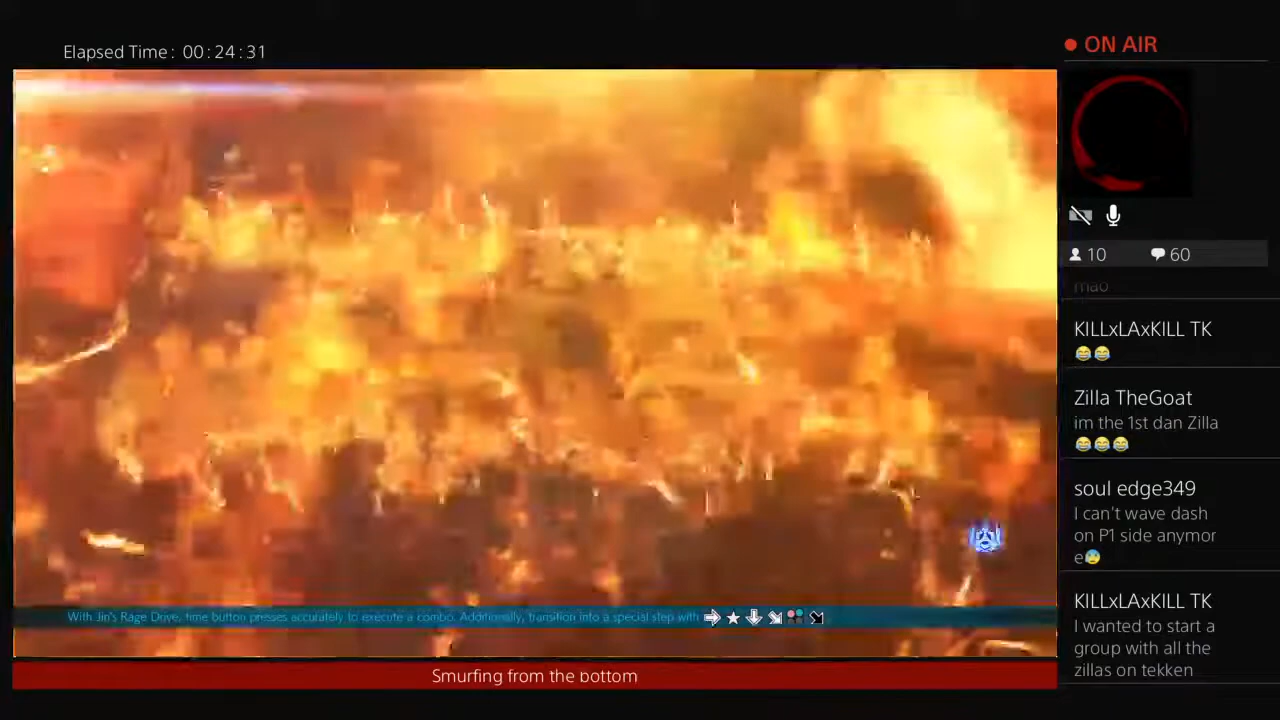 Elapsed Time: 00:24:31
ON AIR
10
60
mao
KILLxLAxKILL TK
😂😂
Zilla TheGoat
im the 1st dan Zilla
😂😂😂
soul edge349
I can't wave dash
on P1 side anymor
e😰
KILLxLAxKILL TK
I wanted to start a
group with all the
zillas on tekken
With Jin's Rage Drive, time button presses accurately to execute a combo. Additionally, transition into a special step with
Smurfing from the bottom